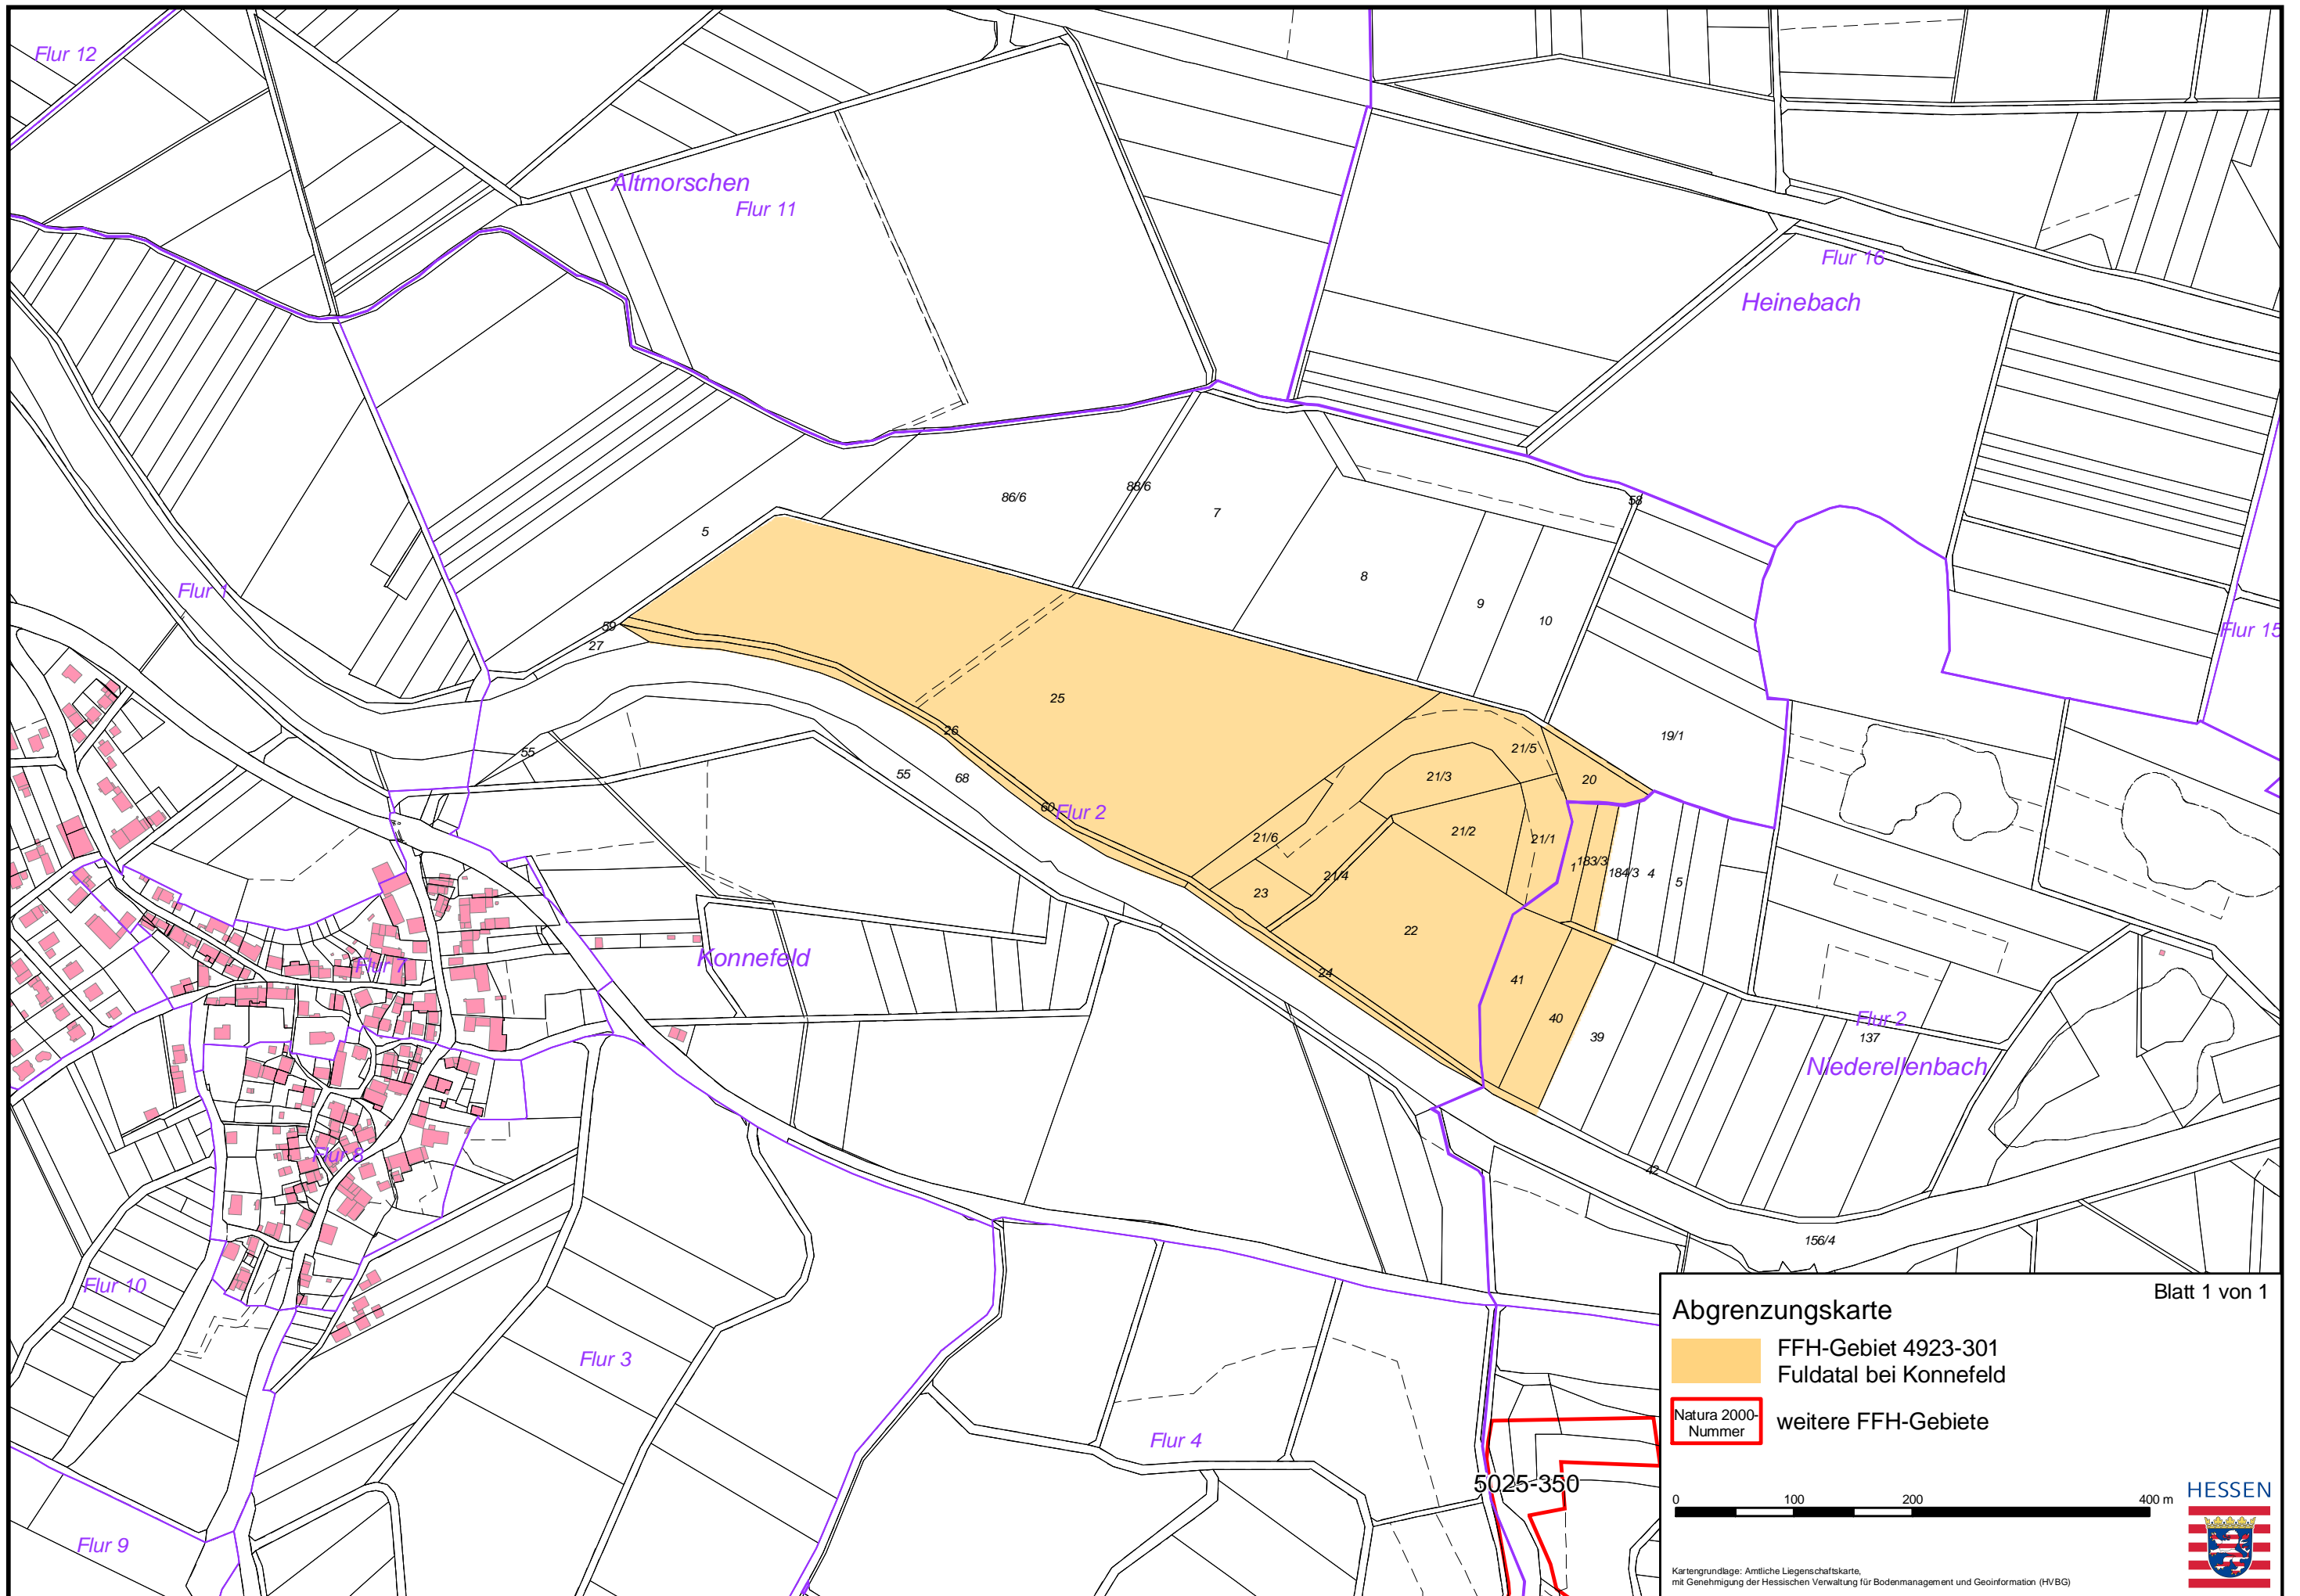 Flur 12
Altmorschen
Flur 11
Flur 16
Heinebach
86/6
88/6
7
58
5
8
9
10
Flur 1
59
27
Flur 15
25
26
19/1
21/5
20
21/3
55
55
68
60
Flur 2
21/6
21/2
21/1
1
183/3
184/3
4
5
21/4
23
22
Konnefeld
Flur 7
24
41
40
39
Flur 2
137
Niederellenbach
Flur 8
42
156/4
Flur 10
Flur 3
Flur 4
5025-350
Flur 9
Blatt 1 von 1
Abgrenzungskarte
FFH-Gebiet 4923-301
Fuldatal bei Konnefeld
Natura 2000-
Nummer
weitere FFH-Gebiete
0 100 200 400 m
HESSEN
Kartengrundlage: Amtliche Liegenschaftskarte,
mit Genehmigung der Hessischen Verwaltung für Bodenmanagement und Geoinformation (HVBG)